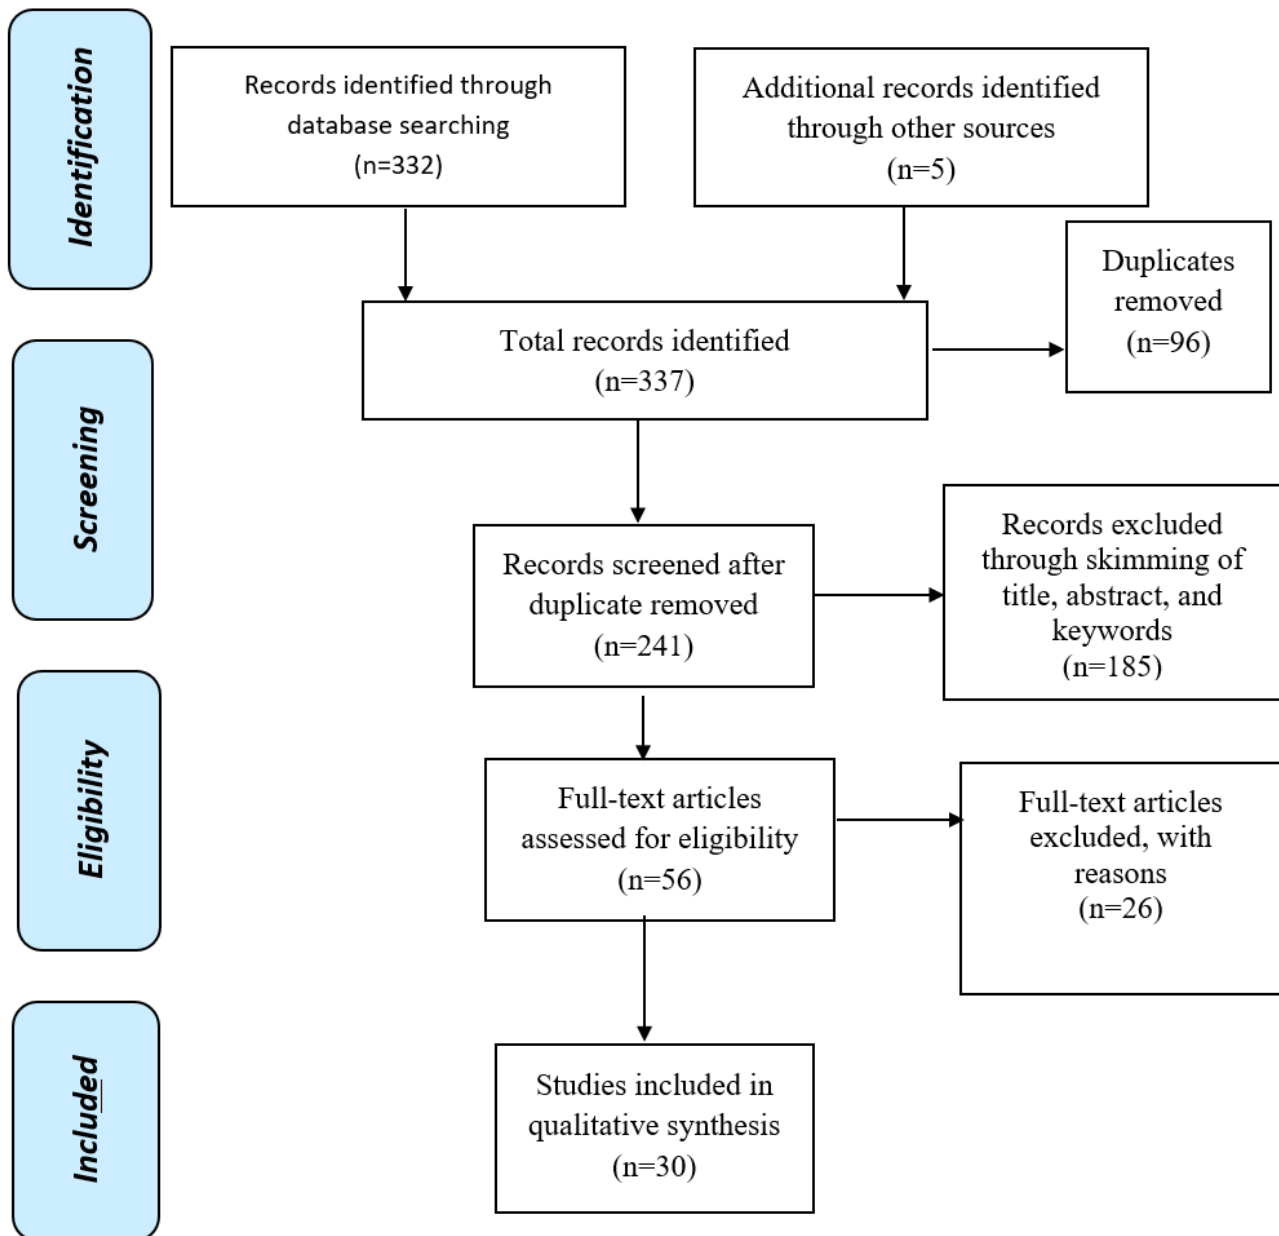 Identification
Records identified through
database searching
(n=332)
Additional records identified
through other sources
(n=5)
Duplicates
removed
(n=96)
Total records identified
(n=337)
Screening
Records screened after
duplicate removed
(n=241)
Records excluded
through skimming of
title, abstract, and
keywords
(n=185)
Eligibility
Full-text articles
assessed for eligibility
(n=56)
Full-text articles
excluded, with
reasons
(n=26)
Included
Studies included in
qualitative synthesis
(n=30)